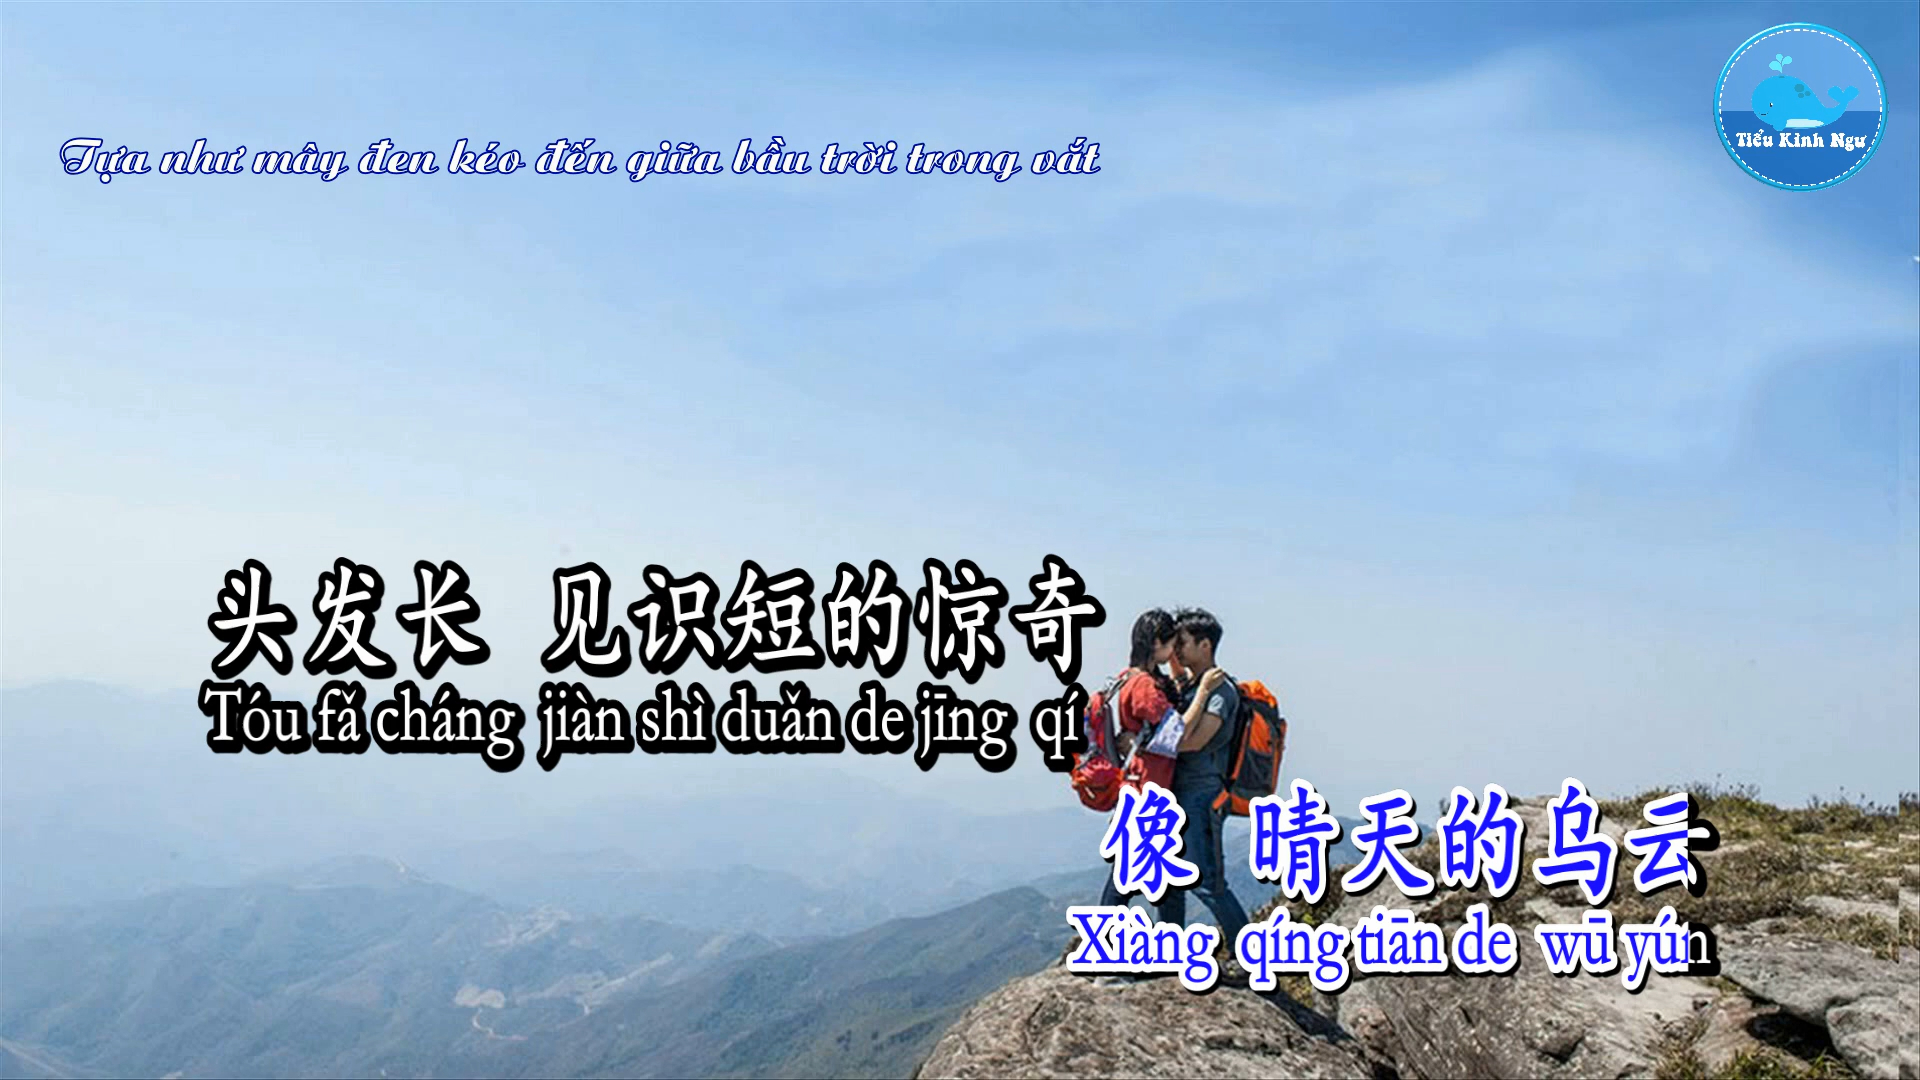 Tựa như mây đen kéo đến giữa bầu trời trong vắt
Tiểu Kình Ngư
头发长 见识短的惊奇
Tóu fǎ cháng jiàn shì duǎn de jīng qí
像 晴天的乌云
Xiàng qíng tiān de wū yún